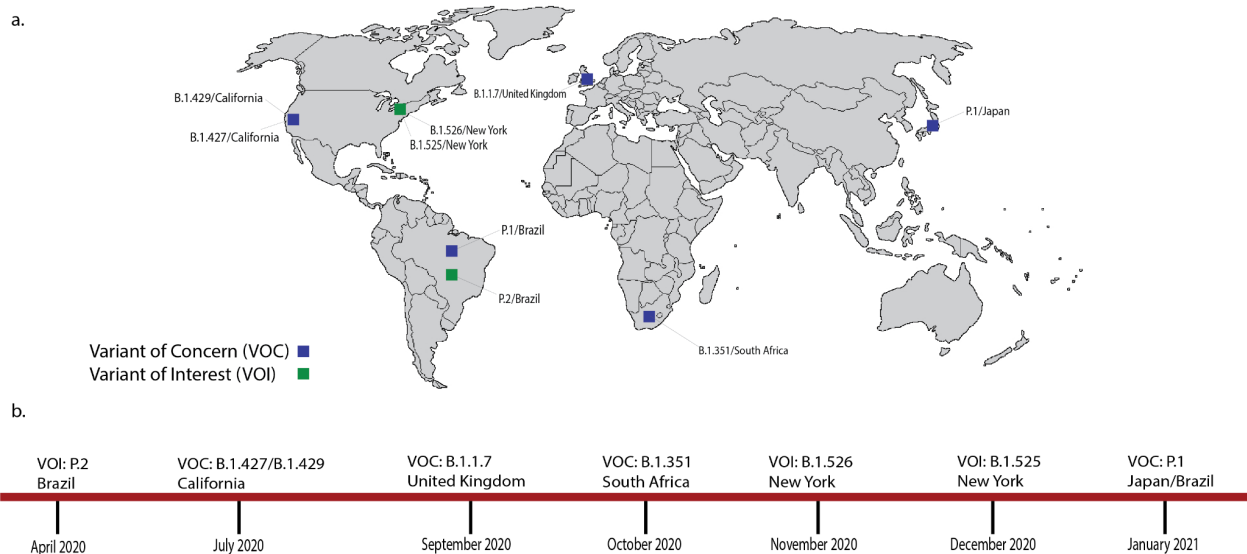 a.
B.1.429/California
B.1.427/California
B.1.526/New York
B.1.525/New York
B.1.1.7/United Kingdom
P.1/Japan
P.1/Brazil
P.2/Brazil
B.1.351/South Africa
Variant of Concern (VOC)
Variant of Interest (VOI)
b.
VOI: P.2
Brazil
VOC: B.1.427/B.1.429
California
VOC: B.1.1.7
United Kingdom
VOC: B.1.351
South Africa
VOI: B.1.526
New York
VOI: B.1.525
New York
VOC: P.1
Japan/Brazil
April 2020
July 2020
September 2020
October 2020
November 2020
December 2020
January 2021